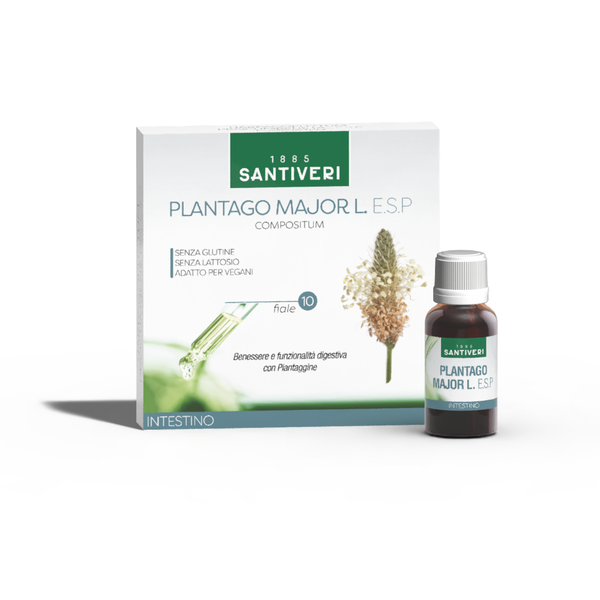 1885
SANTIVERI
PLANTAGO MAJOR L. E.S.P
COMPOSITUM
SENZA GLUTINE
SENZA LATTOSIO
ADATTO PER VEGANI
fiale 10
Benessere e funzionalità digestiva
con Piantaggine
INTESTINO
1885
SANTIVERI
PLANTAGO
MAJOR L. E.S.P
INTESTINO